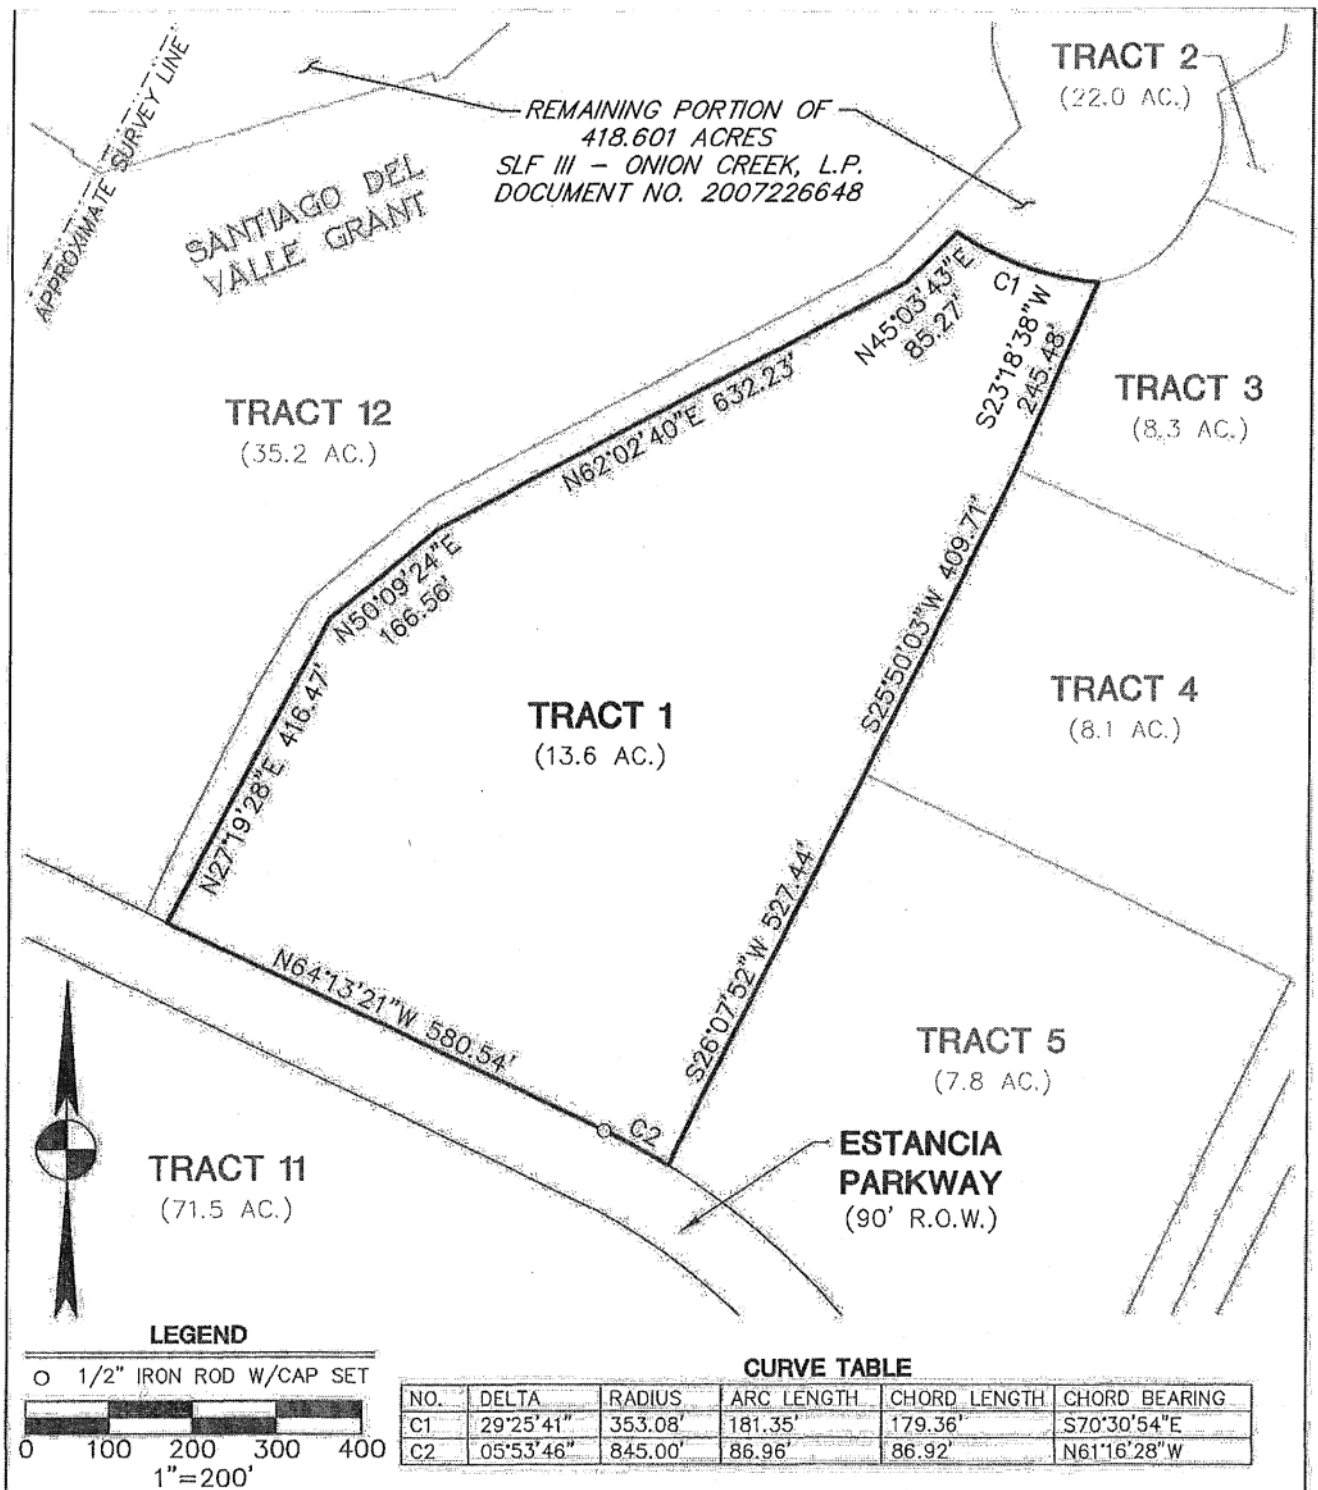 TRACT 2
(22.0 AC.)
REMAINING PORTION OF
418.601 ACRES
SLF III – ONION CREEK, L.P.
DOCUMENT NO. 2007226648
APPROXIMATE SURVEY LINE
SANTIAGO DEL
VALLE GRANT
C1
N45°03'43"E
85.27'
S23°18'38"W
245.48'
TRACT 12
(35.2 AC.)
TRACT 3
(8.3 AC.)
N62°02'40"E 632.23'
N50°09'24"E
166.56'
S25°50'03"W 409.71'
TRACT 1
(13.6 AC.)
TRACT 4
(8.1 AC.)
N27°19'28"E 416.47'
N64°13'21"W 580.54'
S26°07'52"W 527.44'
C2
TRACT 5
(7.8 AC.)
ESTANCIA
PARKWAY
(90' R.O.W.)
TRACT 11
(71.5 AC.)
LEGEND
O 1/2" IRON ROD W/CAP SET
0 100 200 300 400
1"=200'
CURVE TABLE
NO. DELTA RADIUS ARC LENGTH CHORD LENGTH CHORD BEARING
C1 29°25'41" 353.08' 181.35' 179.36' S70°30'54"E
C2 05°53'46" 845.00' 86.96' 86.92' N61°16'28"W